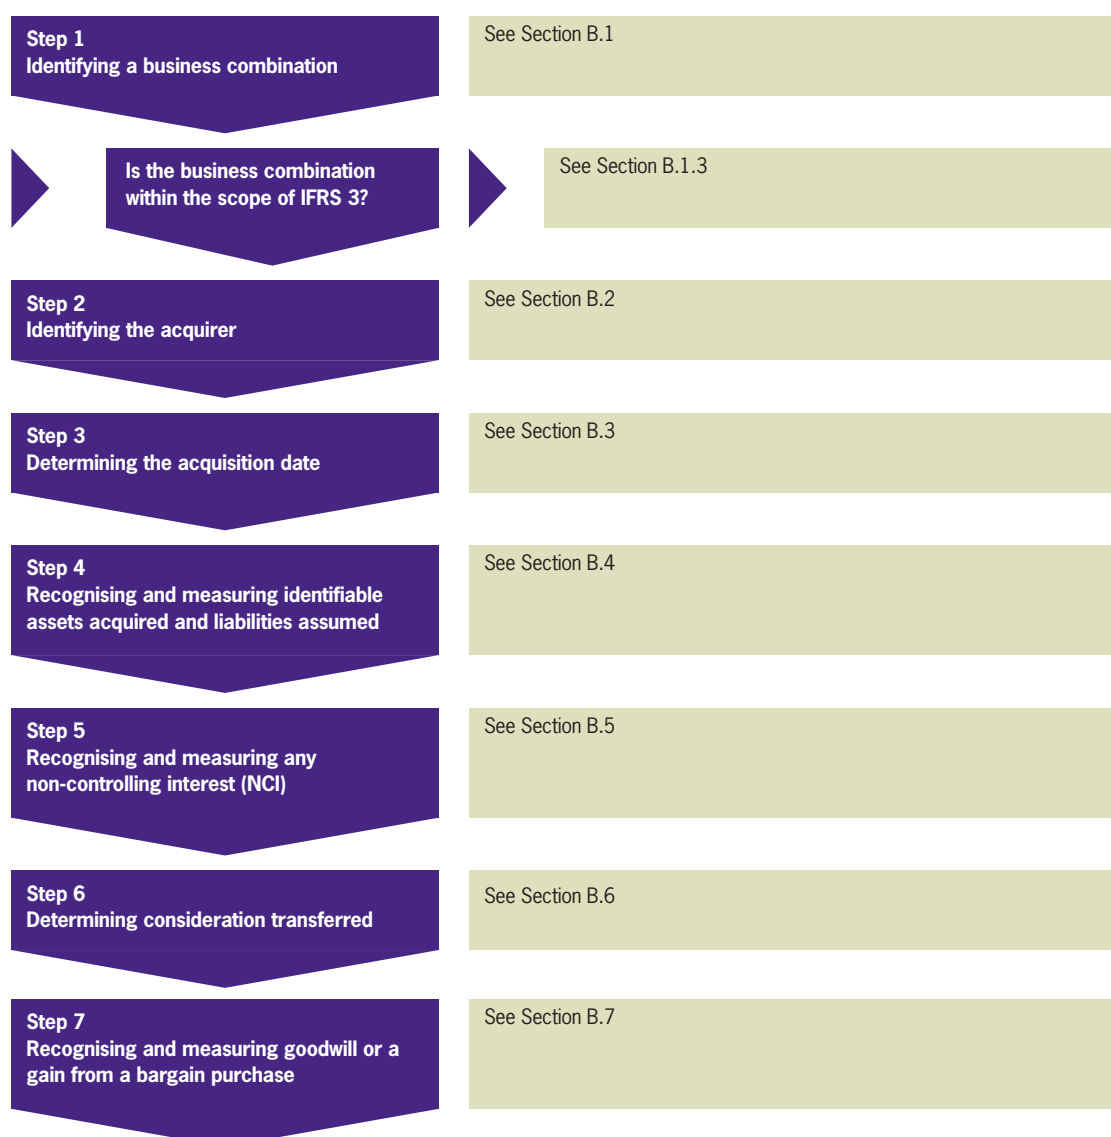 Step 1
Identifying a business combination
See Section B.1
Is the business combination
within the scope of IFRS 3?
See Section B.1.3
Step 2
Identifying the acquirer
See Section B.2
Step 3
Determining the acquisition date
See Section B.3
Step 4
Recognising and measuring identifiable
assets acquired and liabilities assumed
See Section B.4
Step 5
Recognising and measuring any
non-controlling interest (NCI)
See Section B.5
Step 6
Determining consideration transferred
See Section B.6
Step 7
Recognising and measuring goodwill or a
gain from a bargain purchase
See Section B.7